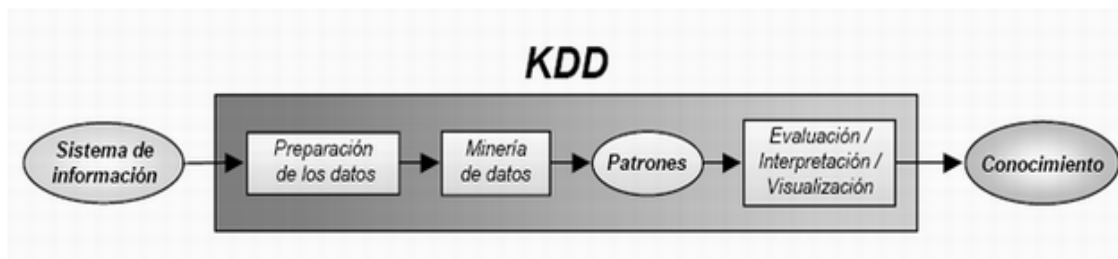 KDD
Sistema de
información
Preparación
de los datos
Minería
de datos
Patrones
Evaluación /
Interpretación /
Visualización
Conocimiento